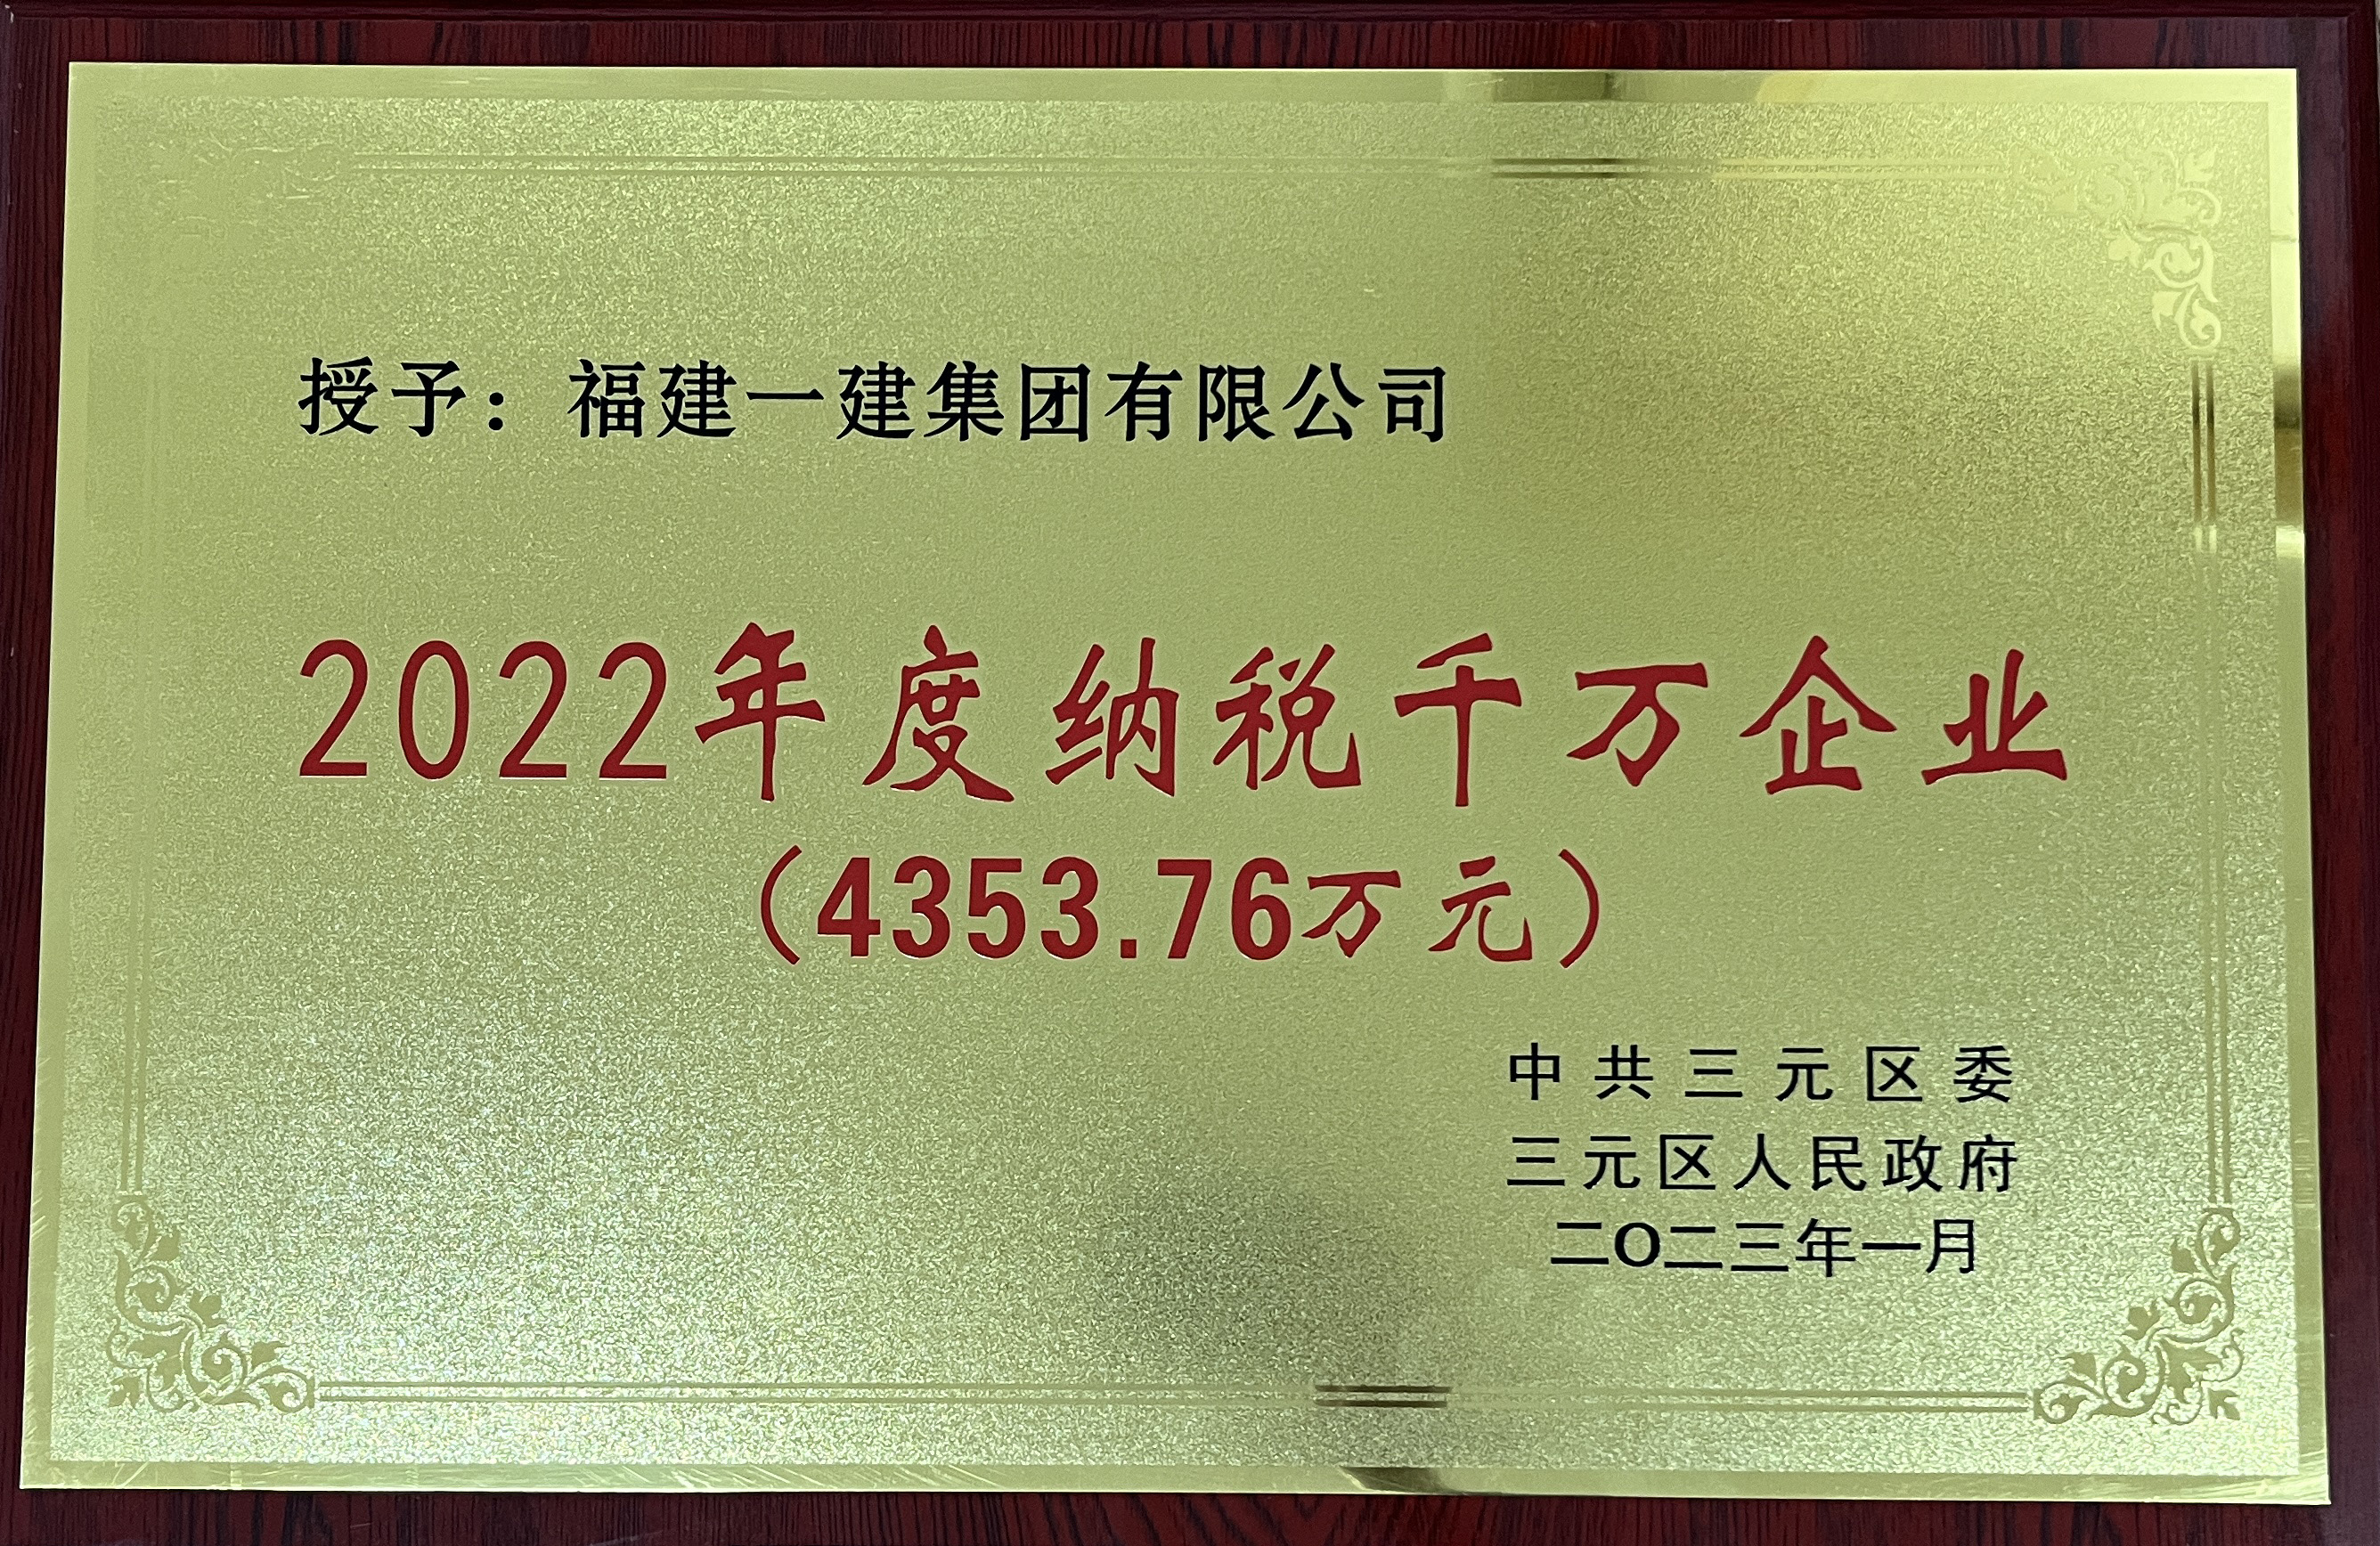 授予：福建一建集团有限公司
2022年度纳税千万企业
（4353.76万元）
中共三元区委
三元区人民政府
二〇二三年一月